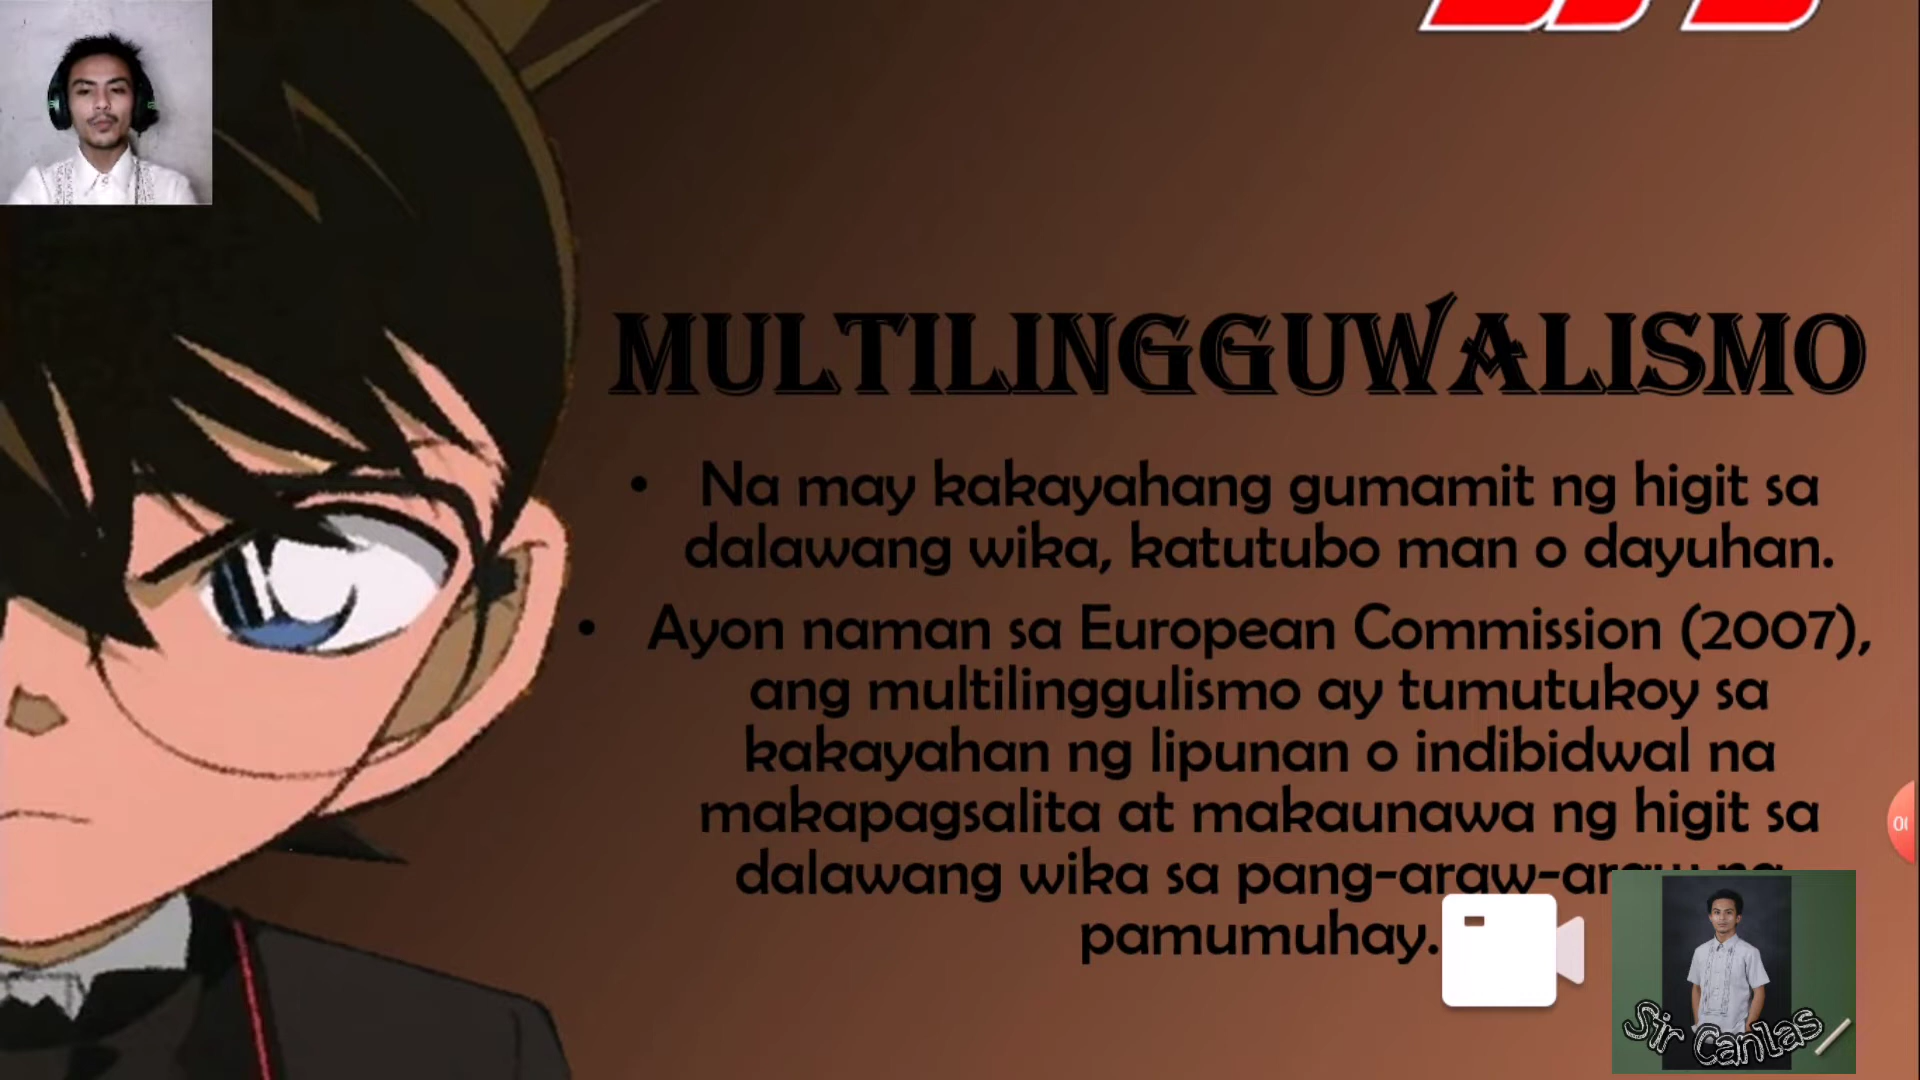 MULTILINGGUWALISMO
• Na may kakayahang gumamit ng higit sa
dalawang wika, katutubo man o dayuhan.
• Ayon naman sa European Commission (2007),
ang multilinggulismo ay tumutukoy sa
kakayahan ng lipunan o indibidwal na
makapagsalita at makaunawa ng higit sa
dalawang wika sa pang-araw-araw na
pamumuhay.
Sir Canlas